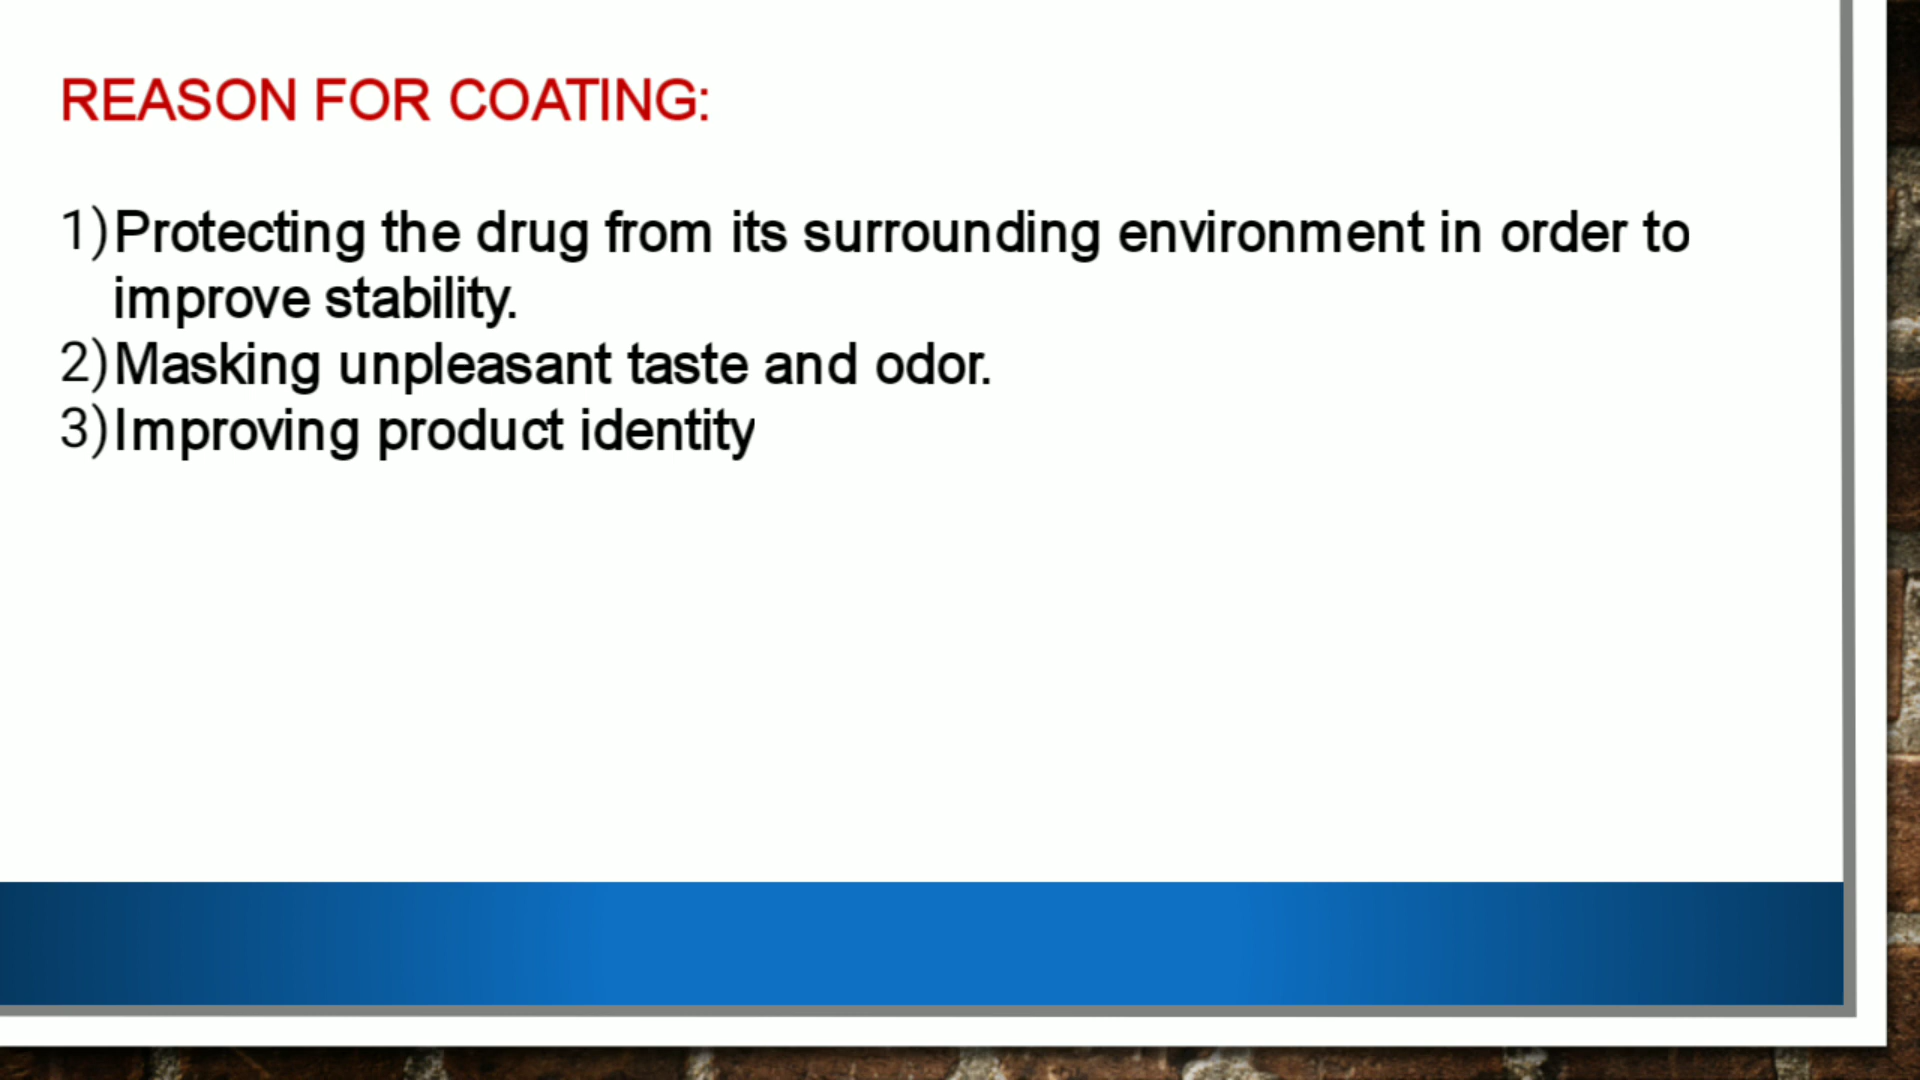 REASON FOR COATING:
1)Protecting the drug from its surrounding environment in order to
improve stability.
2)Masking unpleasant taste and odor.
3)Improving product identity